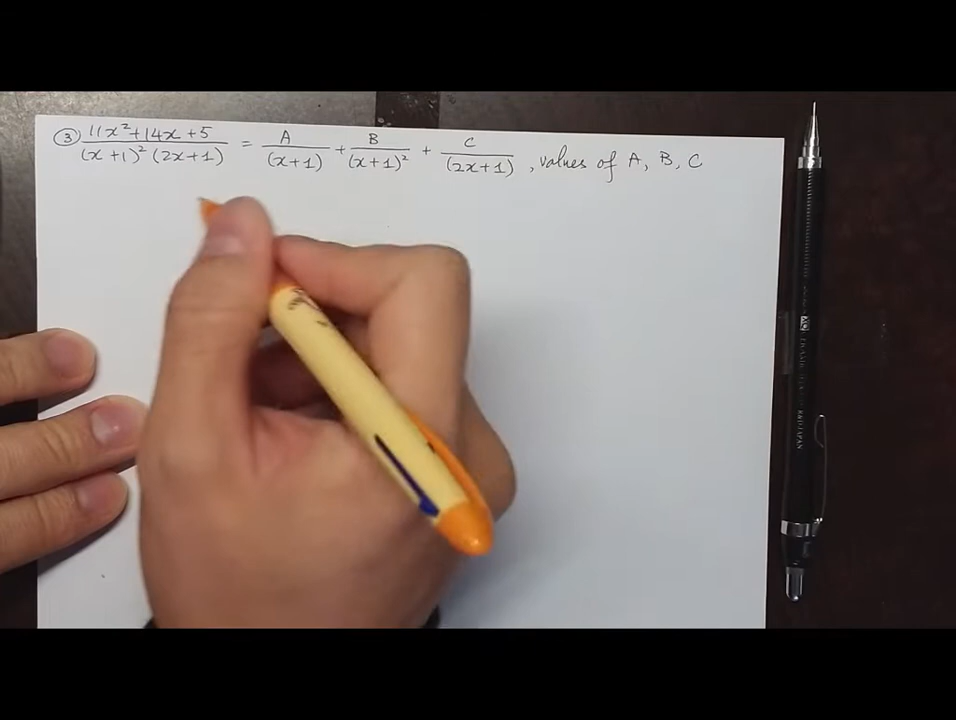 ③ (11x²+14x+5)/((x+1)²(2x+1)) = A/(x+1) + B/(x+1)² + C/(2x+1), values of A, B, C